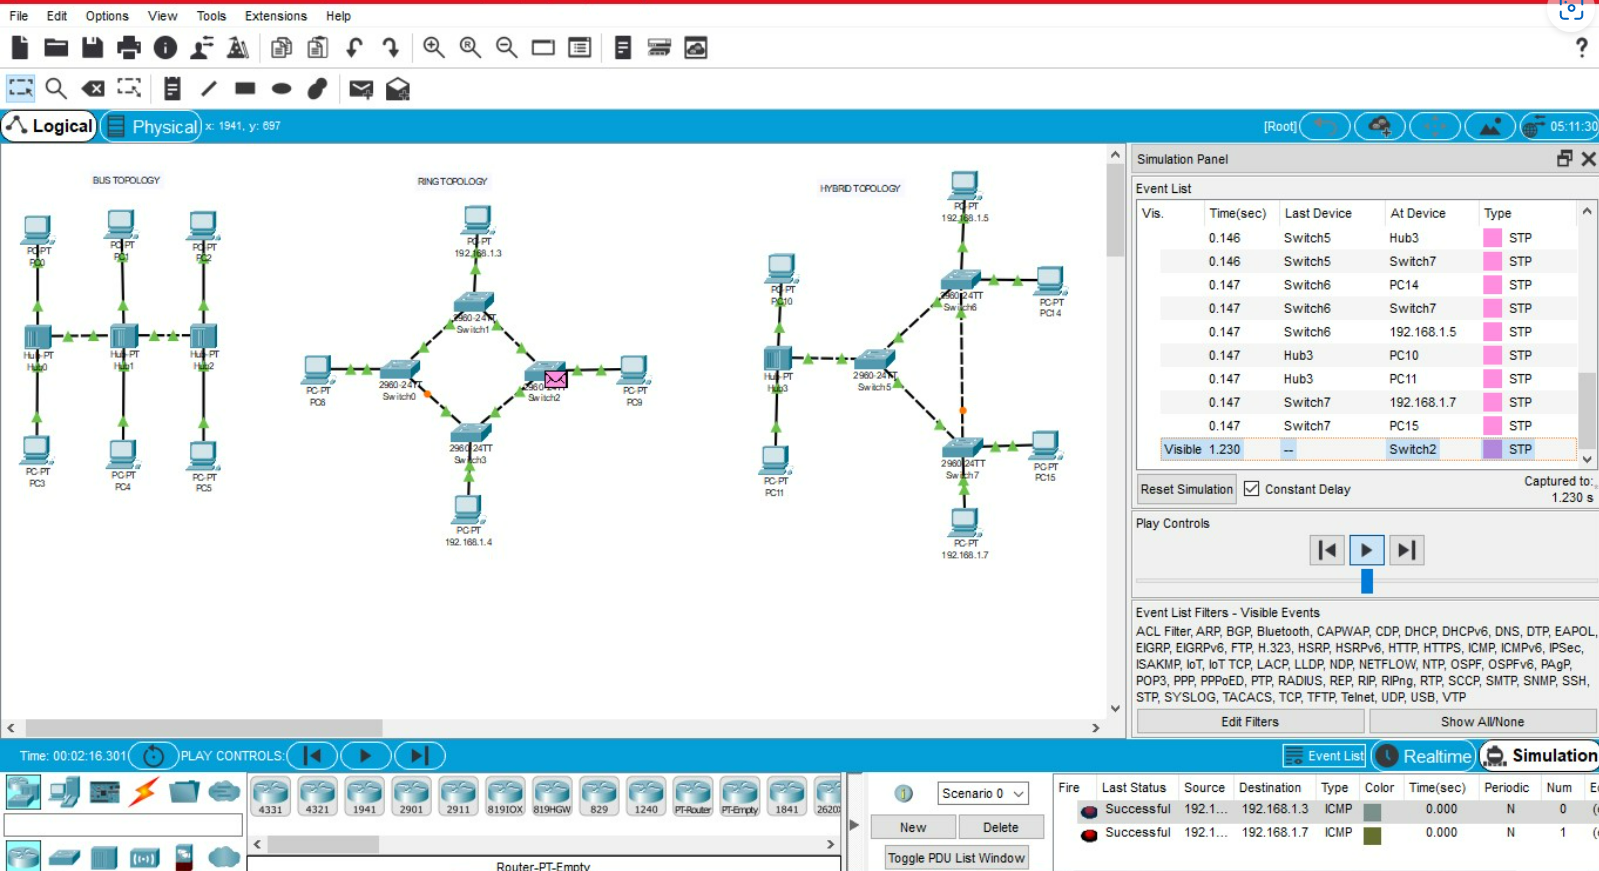 File Edit Options View Tools Extensions Help
?
Logical Physical x: 1941, y: 697 [Root] 05:11:30
BUS TOPOLOGY
RING TOPOLOGY
HYBRID TOPOLOGY
PC-PT
PC0
PC-PT
PC1
PC-PT
PC2
Hub-PT
Hub0
Hub-PT
Hub1
Hub-PT
Hub2
PC-PT
PC3
PC-PT
PC4
PC-PT
PC5
PC-PT
192.168.1.3
2960-24TT
Switch1
PC-PT
PC6
2960-24TT
Switch0
2960-24TT
Switch2
PC-PT
PC9
2960-24TT
Switch3
PC-PT
192.168.1.4
PC-PT
192.168.1.5
PC-PT
PC10
2960-24TT
Switch6
PC-PT
PC14
Hub-PT
Hub3
2960-24TT
Switch5
PC-PT
PC11
2960-24TT
Switch7
PC-PT
PC15
PC-PT
192.168.1.7
Simulation Panel
Event List
Vis. Time(sec) Last Device At Device Type
0.146 Switch5 Hub3 STP
0.146 Switch5 Switch7 STP
0.147 Switch6 PC14 STP
0.147 Switch6 Switch7 STP
0.147 Switch6 192.168.1.5 STP
0.147 Hub3 PC10 STP
0.147 Hub3 PC11 STP
0.147 Switch7 192.168.1.7 STP
0.147 Switch7 PC15 STP
Visible 1.230 -- Switch2 STP
Reset Simulation Constant Delay Captured to:
1.230 s
Play Controls
Event List Filters - Visible Events
ACL Filter, ARP, BGP, Bluetooth, CAPWAP, CDP, DHCP, DHCPv6, DNS, DTP, EAPOL,
EIGRP, EIGRPv6, FTP, H.323, HSRP, HSRPv6, HTTP, HTTPS, ICMP, ICMPv6, IPSec,
ISAKMP, IoT, IoT TCP, LACP, LLDP, NDP, NETFLOW, NTP, OSPF, OSPFv6, PAgP,
POP3, PPP, PPPoED, PTP, RADIUS, REP, RIP, RIPng, RTP, SCCP, SMTP, SNMP, SSH,
STP, SYSLOG, TACACS, TCP, TFTP, Telnet, UDP, USB, VTP
Edit Filters Show All/None
Time: 00:02:16.301 PLAY CONTROLS: Event List Realtime Simulation
4331 4321 1941 2901 2911 819IOX 819HGW 829 1240 PT-Router PT-Empty 1841 2620
Router-PT-Empty
Scenario 0
New Delete
Toggle PDU List Window
Fire Last Status Source Destination Type Color Time(sec) Periodic Num
Successful 192.1... 192.168.1.3 ICMP 0.000 N 0
Successful 192.1... 192.168.1.7 ICMP 0.000 N 1